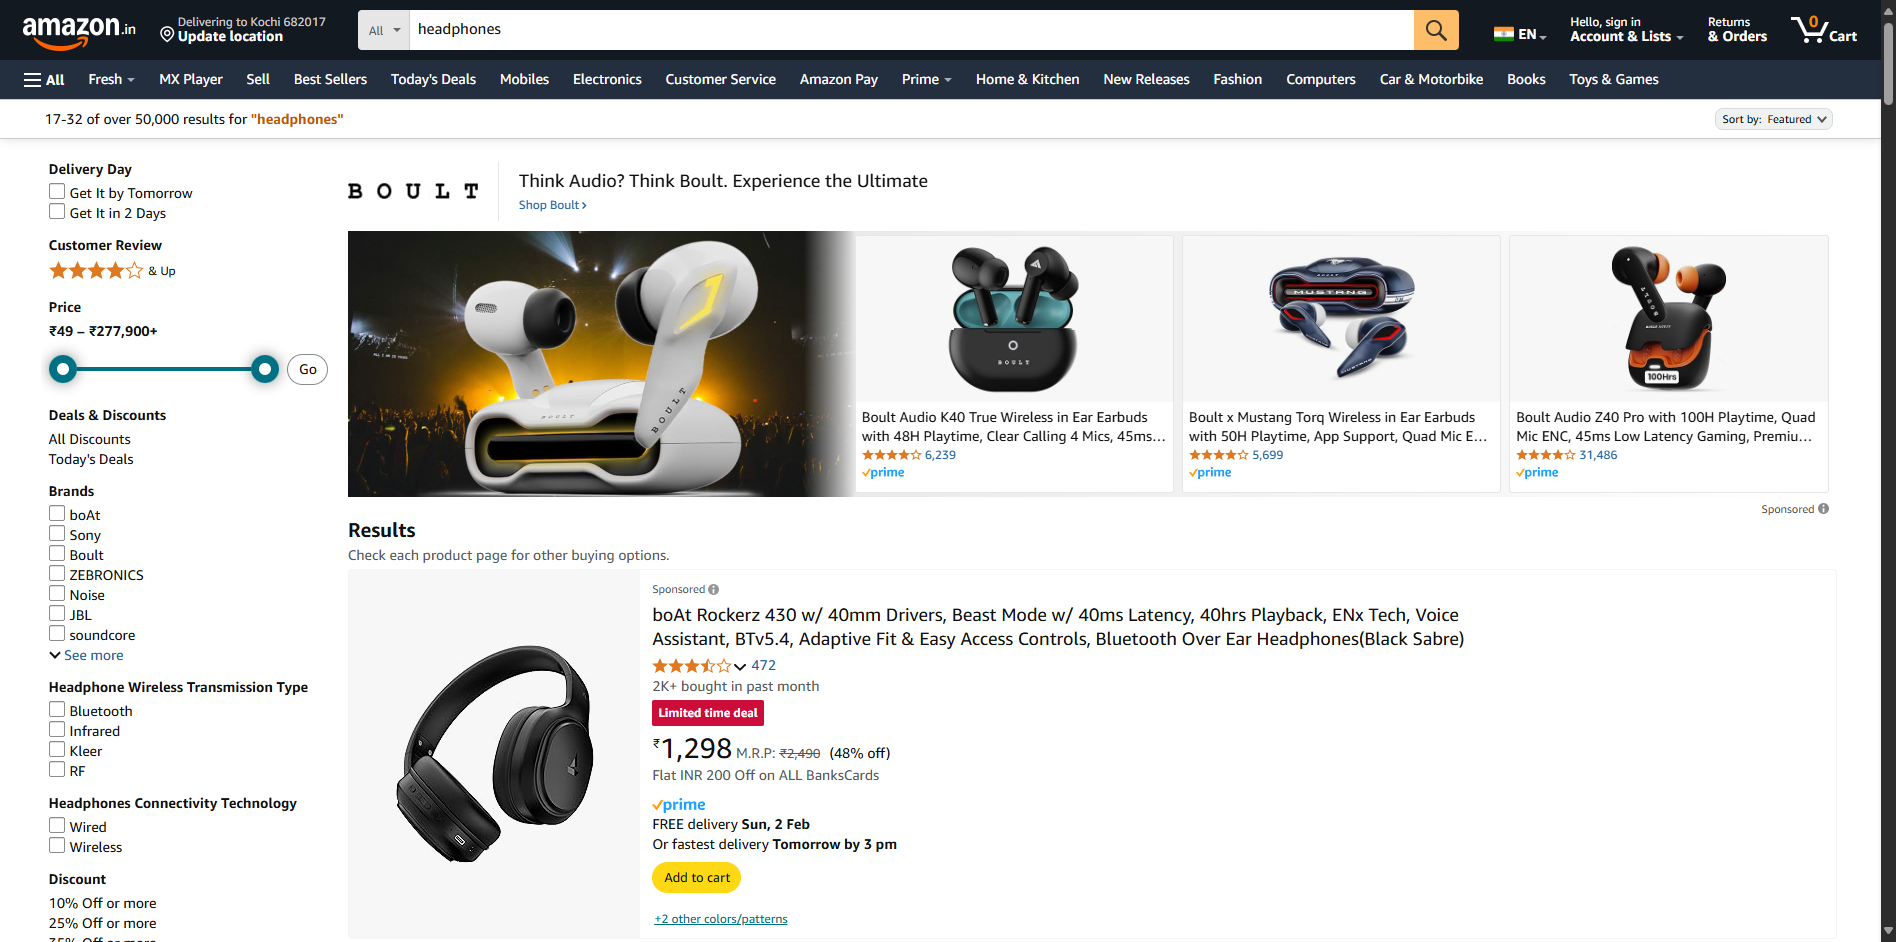 amazon.in
Delivering to Kochi 682017
Update location
All
headphones
EN
Hello, sign in
Account & Lists
Returns
& Orders
0
Cart
All
Fresh
MX Player
Sell
Best Sellers
Today's Deals
Mobiles
Electronics
Customer Service
Amazon Pay
Prime
Home & Kitchen
New Releases
Fashion
Computers
Car & Motorbike
Books
Toys & Games
17-32 of over 50,000 results for "headphones"
Sort by: Featured
Delivery Day
Get It by Tomorrow
Get It in 2 Days
Customer Review
& Up
Price
₹49 – ₹277,900+
Go
Deals & Discounts
All Discounts
Today's Deals
Brands
boAt
Sony
Boult
ZEBRONICS
Noise
JBL
soundcore
See more
Headphone Wireless Transmission Type
Bluetooth
Infrared
Kleer
RF
Headphones Connectivity Technology
Wired
Wireless
Discount
10% Off or more
25% Off or more
35% Off or more
BOULT
Think Audio? Think Boult. Experience the Ultimate
Shop Boult
BOULT
BOULT
BOULT
Boult Audio K40 True Wireless in Ear Earbuds
with 48H Playtime, Clear Calling 4 Mics, 45ms...
6,239
prime
MUSTANG
Boult x Mustang Torq Wireless in Ear Earbuds
with 50H Playtime, App Support, Quad Mic E...
5,699
prime
100Hrs
Boult Audio Z40 Pro with 100H Playtime, Quad
Mic ENC, 45ms Low Latency Gaming, Premiu...
31,486
prime
Sponsored
Results
Check each product page for other buying options.
Sponsored
boAt Rockerz 430 w/ 40mm Drivers, Beast Mode w/ 40ms Latency, 40hrs Playback, ENx Tech, Voice
Assistant, BTv5.4, Adaptive Fit & Easy Access Controls, Bluetooth Over Ear Headphones(Black Sabre)
472
2K+ bought in past month
Limited time deal
₹1,298 M.R.P: ₹2,490 (48% off)
Flat INR 200 Off on ALL BanksCards
prime
FREE delivery Sun, 2 Feb
Or fastest delivery Tomorrow by 3 pm
Add to cart
+2 other colors/patterns